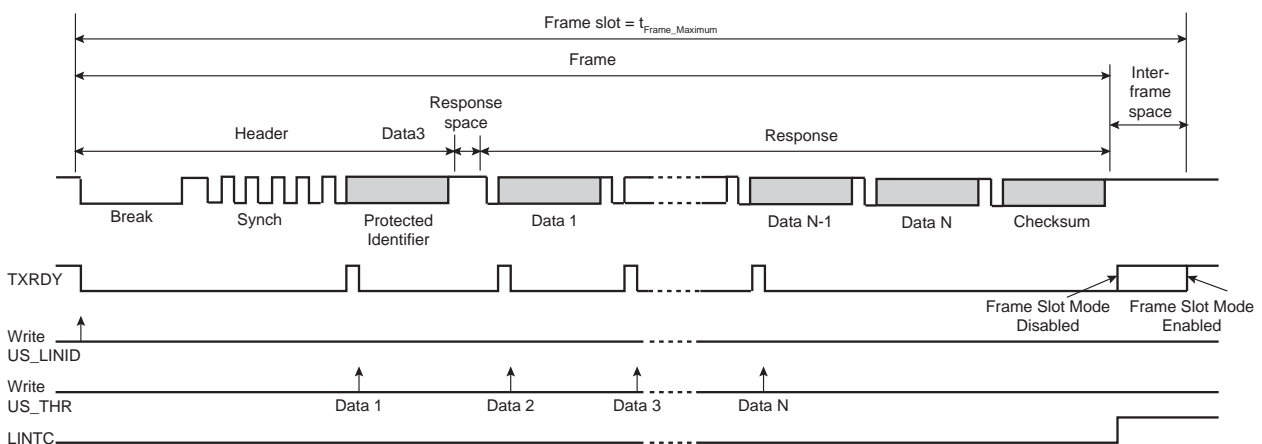 Frame slot = tFrame_Maximum
Frame
Inter-
frame
space
Response
space
Header
Data3
Response
Break
Synch
Protected
Identifier
Data 1
Data N-1
Data N
Checksum
TXRDY
Frame Slot Mode
Disabled
Frame Slot Mode
Enabled
Write
US_LINID
Write
US_THR
Data 1
Data 2
Data 3
Data N
LINTC